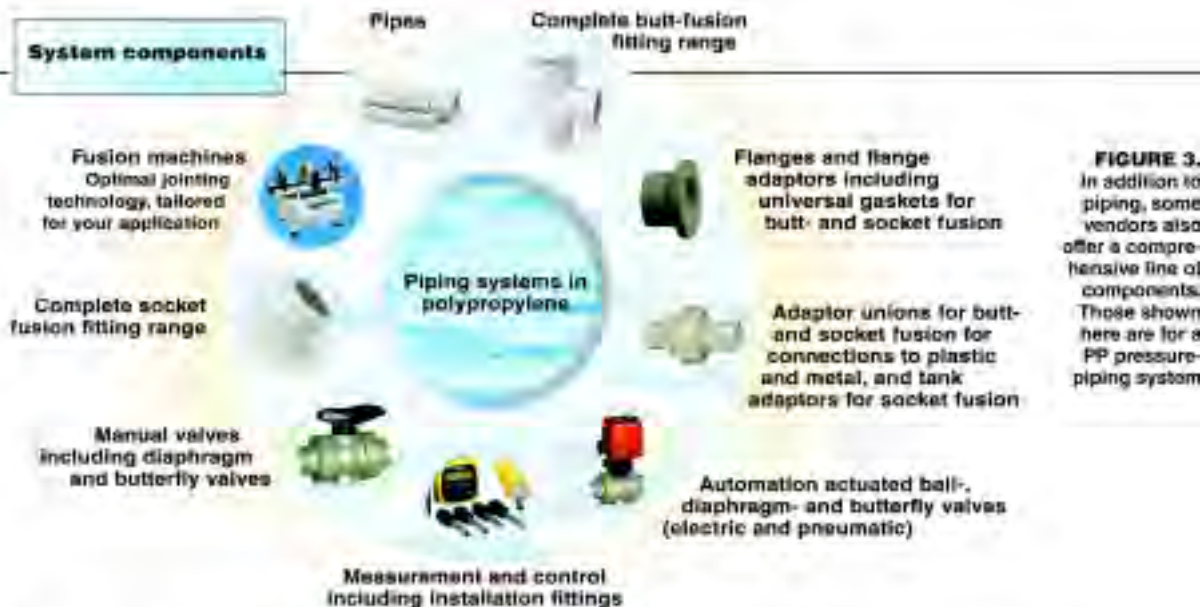 System components
Pipes
Complete butt-fusion
fitting range
Fusion machines
Optimal jointing
technology, tailored
for your application
Flanges and flange
adaptors including
universal gaskets for
butt- and socket fusion
FIGURE 3.
In addition to
piping, some
vendors also
offer a compre-
hensive line of
components.
Those shown
here are for a
PP pressure-
piping system
Piping systems in
polypropylene
Complete socket
fusion fitting range
Adaptor unions for butt-
and socket fusion for
connections to plastic
and metal, and tank
adaptors for socket fusion
Manual valves
including diaphragm
and butterfly valves
Automation actuated ball-,
diaphragm- and butterfly valves
(electric and pneumatic)
Measurement and control
including installation fittings